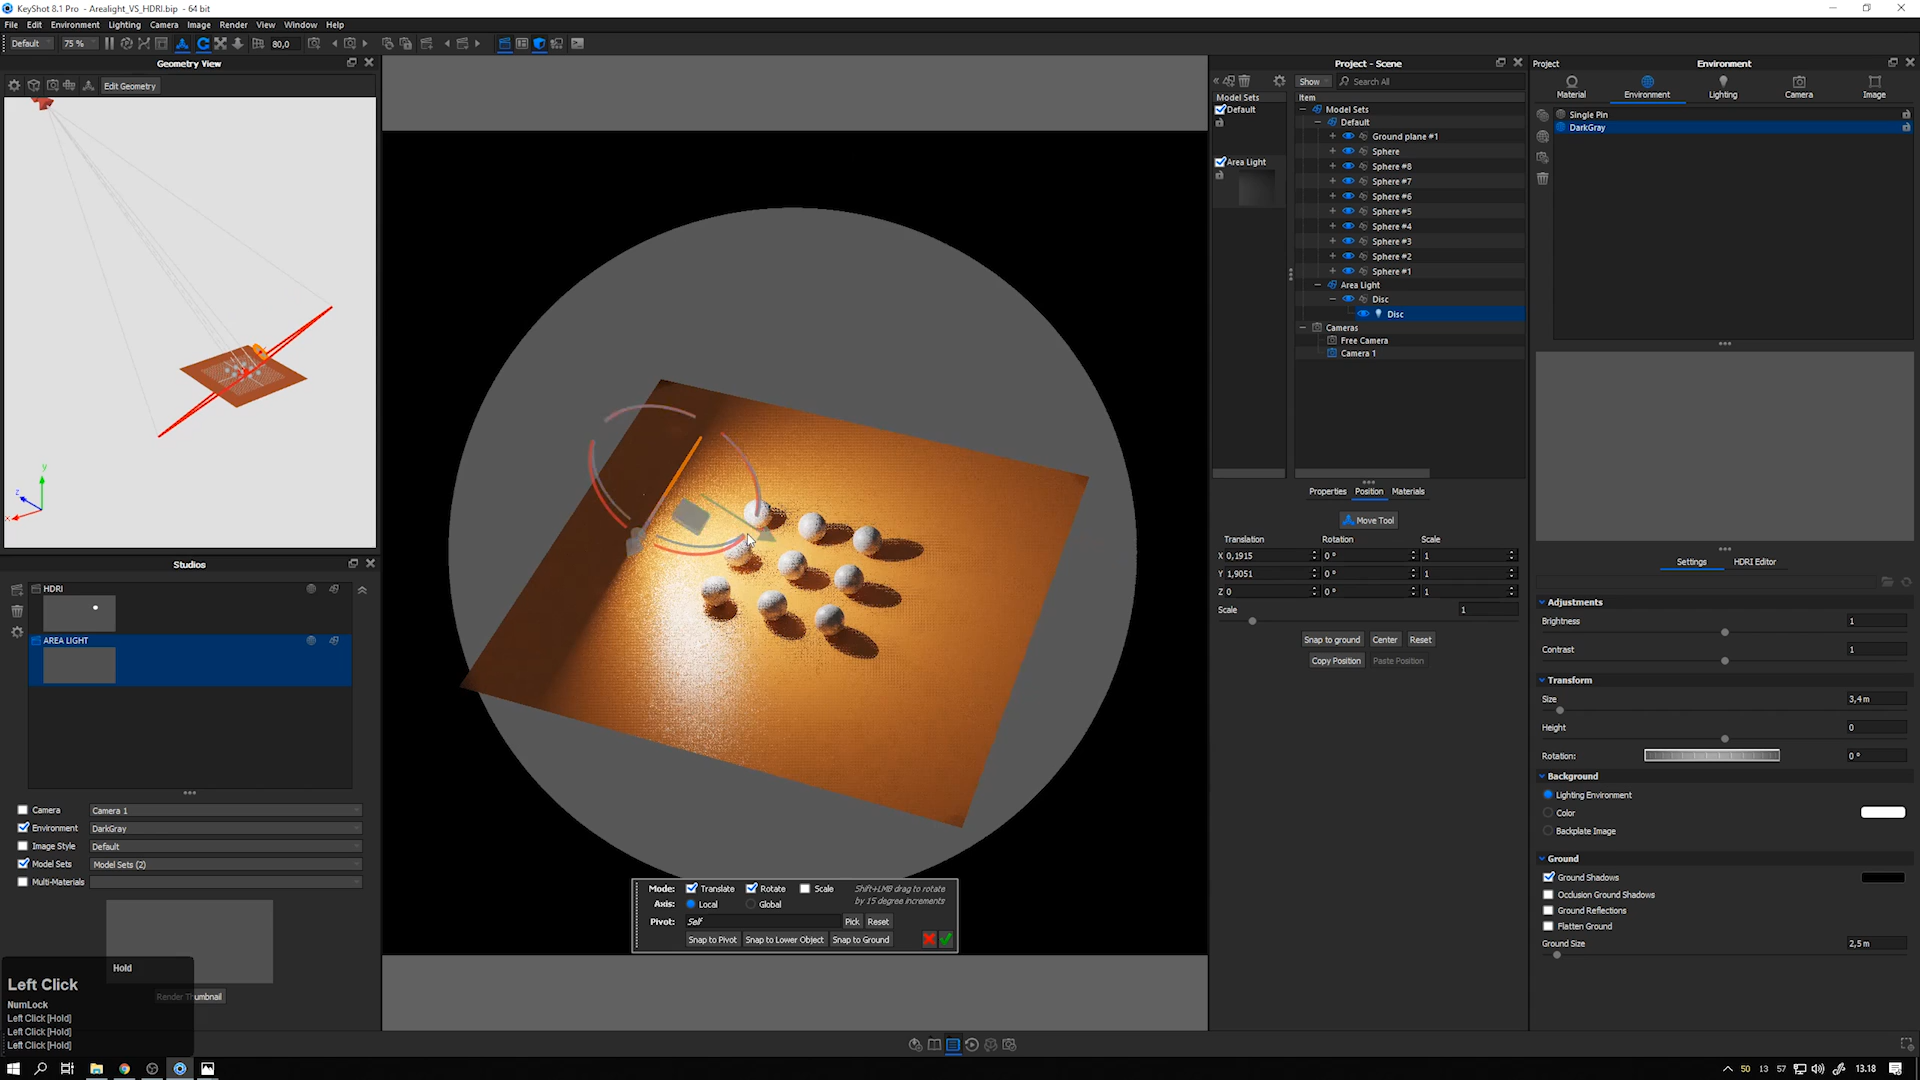 KeyShot 8.1 Pro - Arealight_VS_HDRI.bip - 64 bit
File Edit Environment Lighting Camera Image Render View Window Help
Default 75 % 80,0
Geometry View
Edit Geometry
y
z
x
Studios
HDRI
AREA LIGHT
Camera Camera 1
Environment DarkGray
Image Style Default
Model Sets Model Sets (2)
Multi-Materials
Render Thumbnail
Hold
Left Click
NumLock
Left Click [Hold]
Left Click [Hold]
Left Click [Hold]
Mode: Translate Rotate Scale
Shift+LMB drag to rotate
by 15 degree increments
Axis: Local Global
Pivot: Self Pick Reset
Snap to Pivot Snap to Lower Object Snap to Ground
Project - Scene
Show Search All
Model Sets
Default
Area Light
Item
Model Sets
Default
Ground plane #1
Sphere
Sphere #8
Sphere #7
Sphere #6
Sphere #5
Sphere #4
Sphere #3
Sphere #2
Sphere #1
Area Light
Disc
Disc
Cameras
Free Camera
Camera 1
Properties Position Materials
Move Tool
Translation Rotation Scale
X 0,1915 0 ° 1
Y 1,9051 0 ° 1
Z 0 0 ° 1
Scale 1
Snap to ground Center Reset
Copy Position Paste Position
Project Environment
Material Environment Lighting Camera Image
Single Pin
DarkGray
Settings HDRI Editor
Adjustments
Brightness 1
Contrast 1
Transform
Size 3,4 m
Height 0
Rotation: 0 °
Background
Lighting Environment
Color
Backplate Image
Ground
Ground Shadows
Occlusion Ground Shadows
Ground Reflections
Flatten Ground
Ground Size 2,5 m
50 13 57 13.18